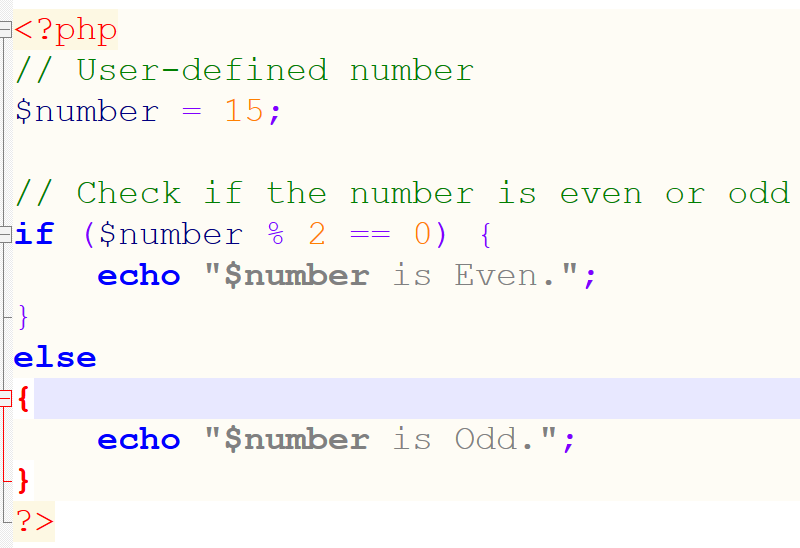 <?php
// User-defined number
$number = 15;

// Check if the number is even or odd
if ($number % 2 == 0) {
    echo "$number is Even.";
}
else
{
    echo "$number is Odd.";
}
?>